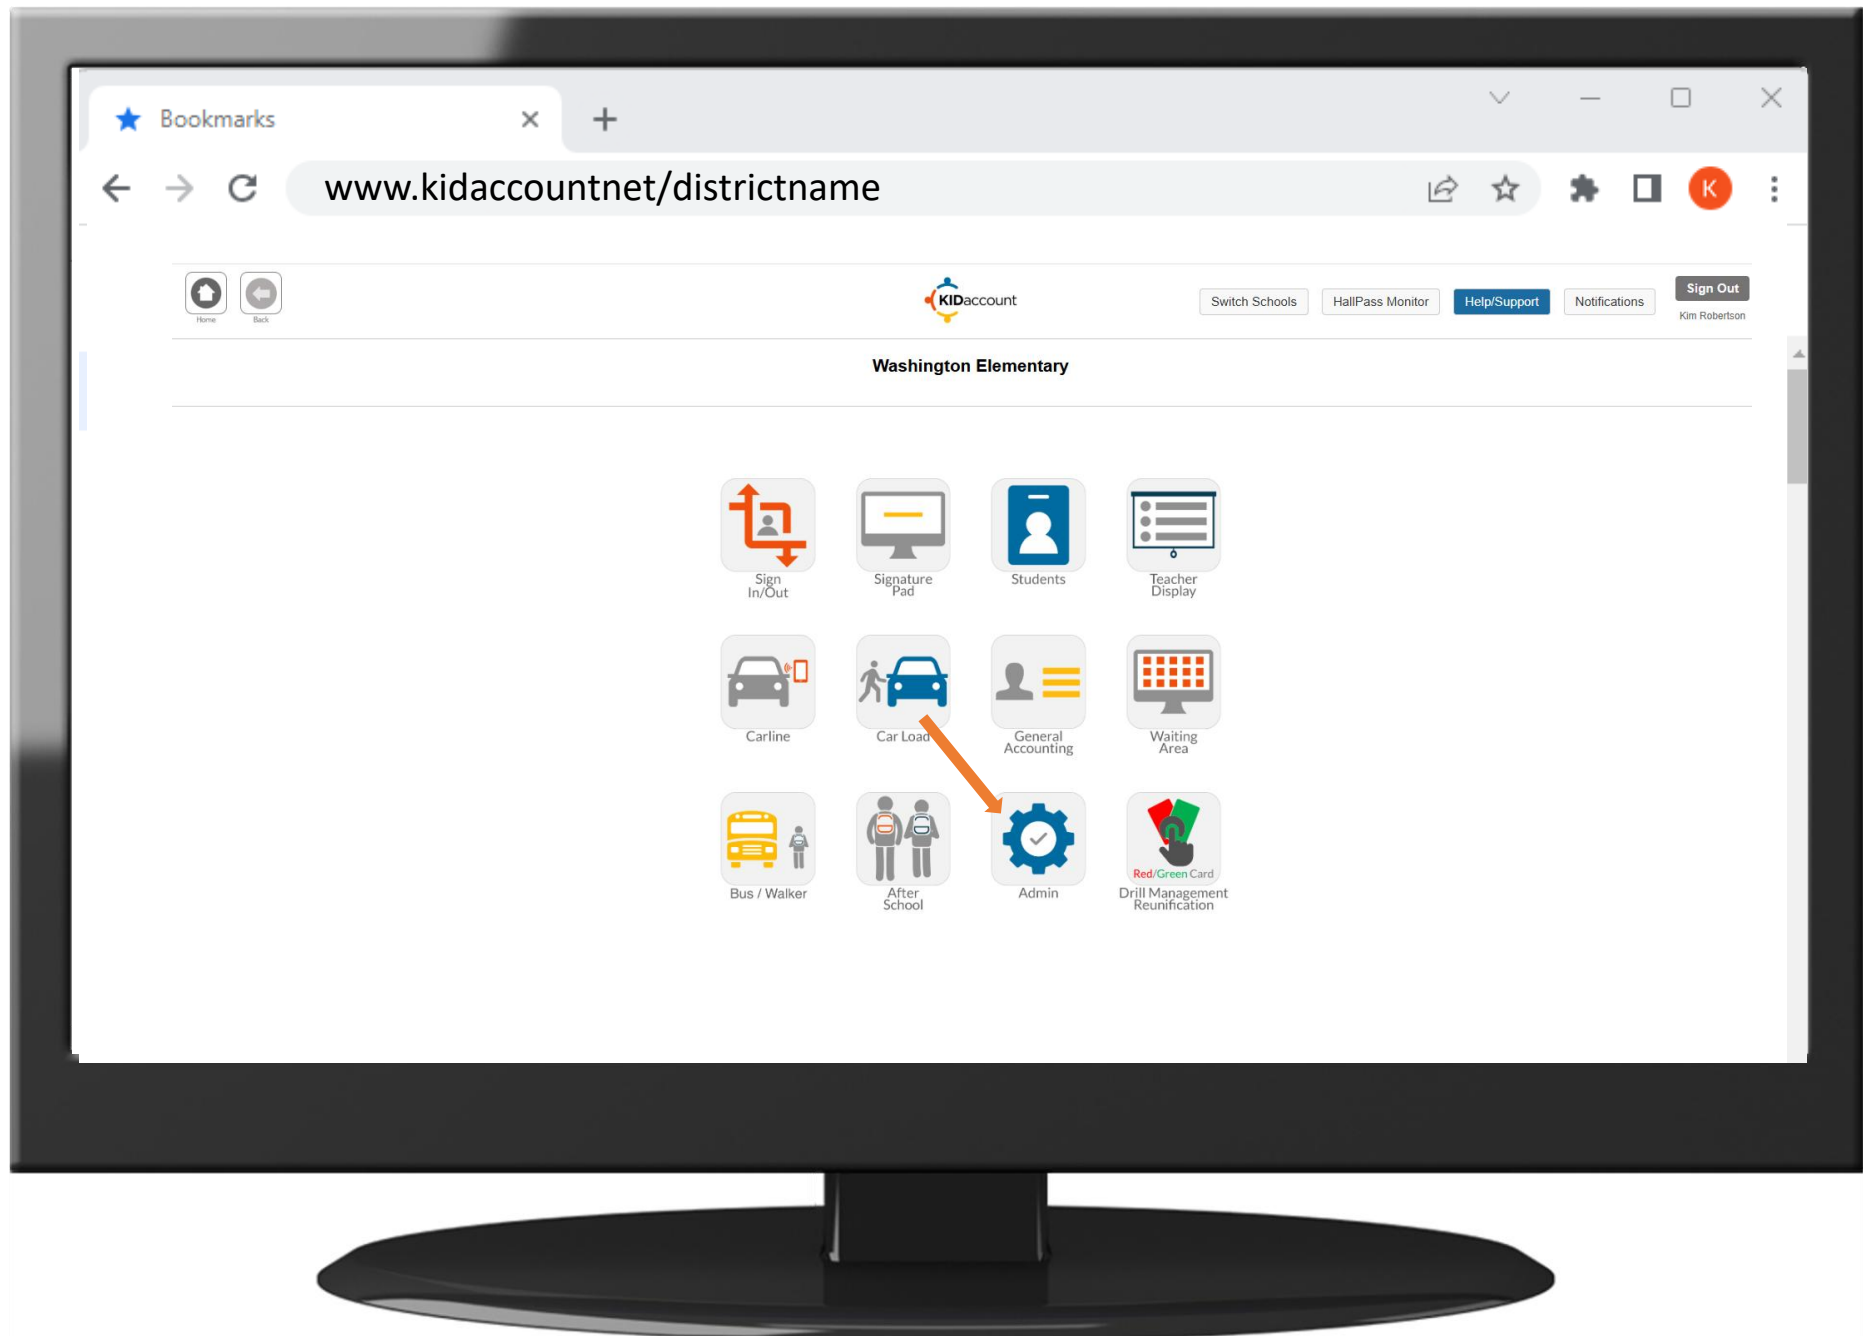 Bookmarks
www.kidaccountnet/districtname
K
Home
Back
KIDaccount
Switch Schools
HallPass Monitor
Help/Support
Notifications
Sign Out
Kim Robertson
Washington Elementary
Sign
In/Out
Signature
Pad
Students
Teacher
Display
Carline
Car Load
General
Accounting
Waiting
Area
Bus / Walker
After
School
Admin
Red/Green Card
Drill Management
Reunification